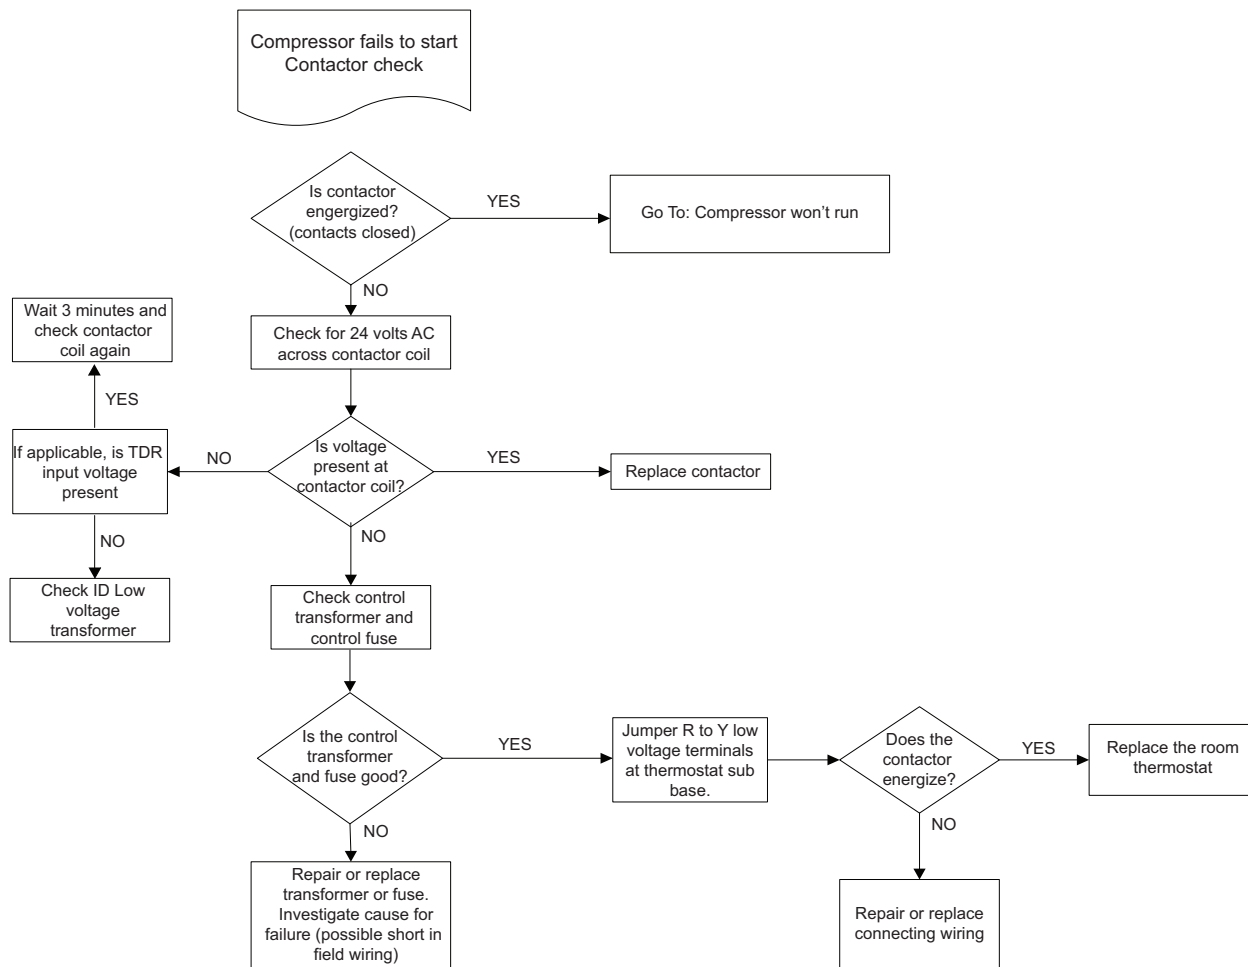 Compressor fails to start
Contactor check
Is contactor
engergized?
(contacts closed)
YES
Go To: Compressor won't run
NO
Wait 3 minutes and
check contactor
coil again
Check for 24 volts AC
across contactor coil
YES
If applicable, is TDR
input voltage
present
NO
Is voltage
present at
contactor coil?
YES
Replace contactor
NO
NO
Check ID Low
voltage
transformer
Check control
transformer and
control fuse
Is the control
transformer
and fuse good?
YES
Jumper R to Y low
voltage terminals
at thermostat sub
base.
Does the
contactor
energize?
YES
Replace the room
thermostat
NO
NO
Repair or replace
transformer or fuse.
Investigate cause for
failure (possible short in
field wiring)
Repair or replace
connecting wiring